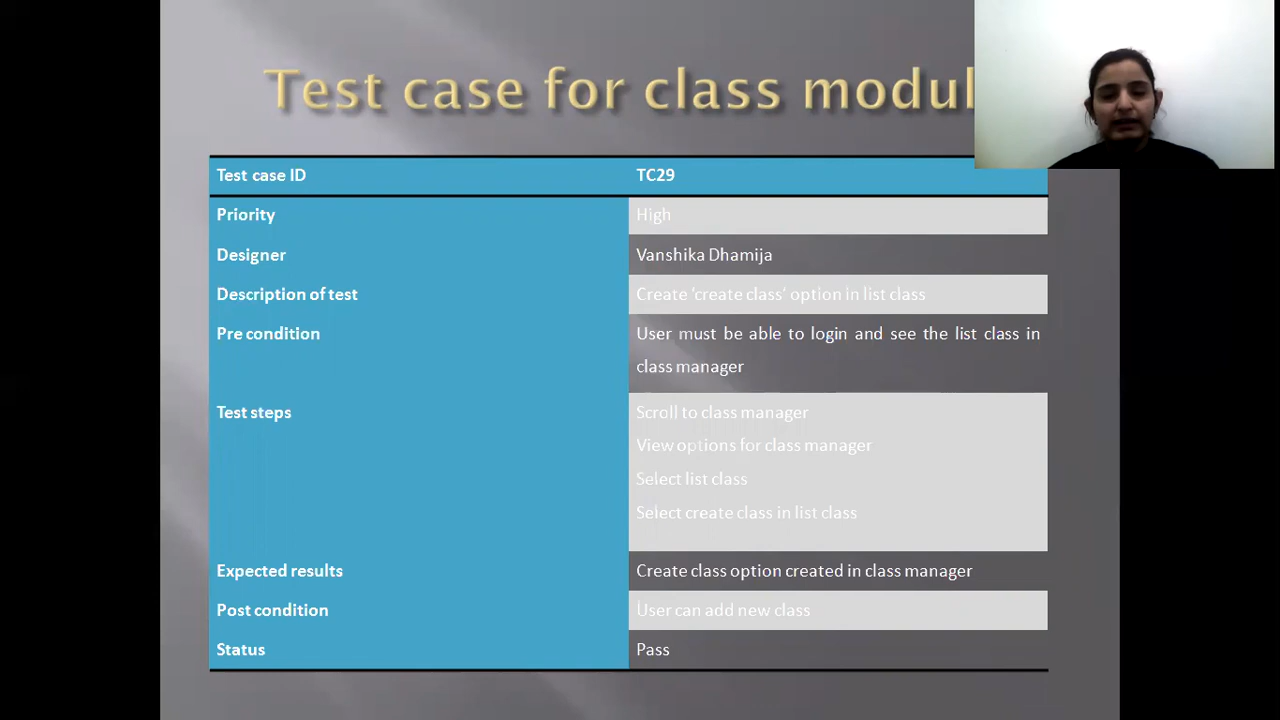 Test case for class modul
Test case ID TC29
Priority High
Designer Vanshika Dhamija
Description of test Create ‘create class’ option in list class
Pre condition User must be able to login and see the list class in
class manager
Test steps Scroll to class manager
View options for class manager
Select list class
Select create class in list class
Expected results Create class option created in class manager
Post condition User can add new class
Status Pass